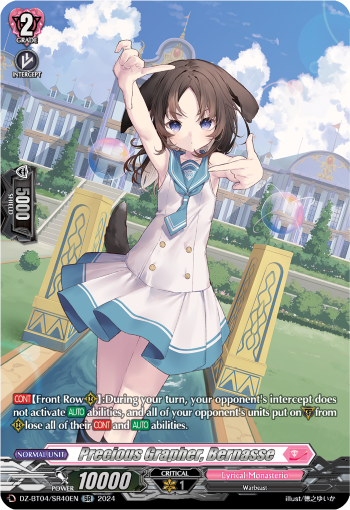 2
GRADE
INTERCEPT
5000
SHIELD
CONT【Front Row】:During your turn, your opponent's intercept
does not activate AUTO abilities, and all of your opponent's units put on from
lose all of their CONT and AUTO abilities.
NORMAL UNIT
Precious Grapher, Bernasse
Lyrical Monasterio
Warbeast
POWER 10000
CRITICAL
1
DZ-BT04/SR40EN SR 2024
illust/徳之ゆいか